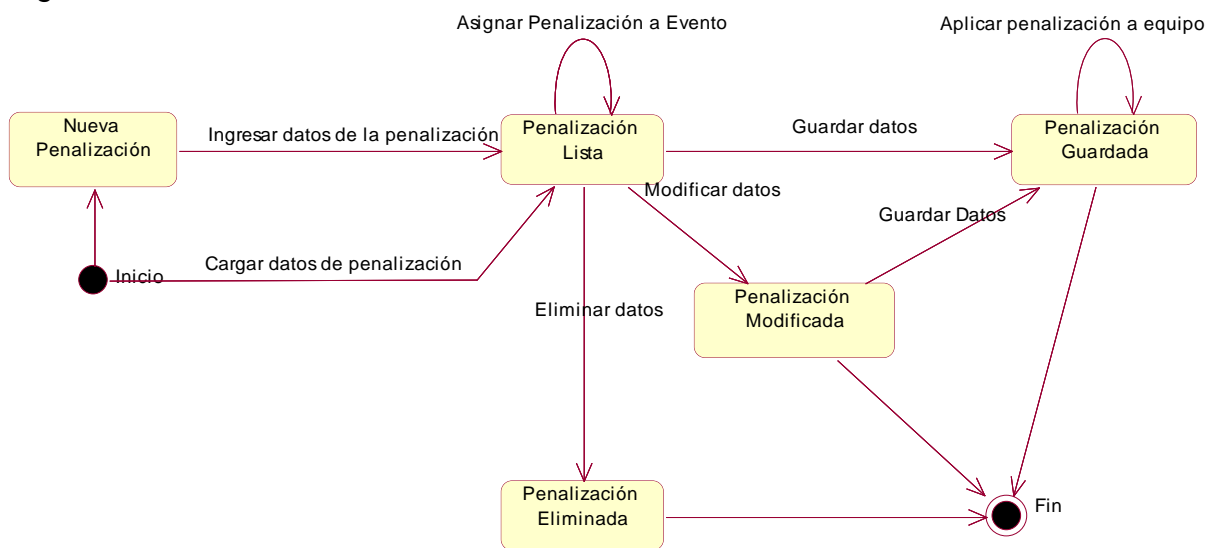 Asignar Penalización a Evento
Aplicar penalización a equipo
Nueva
Penalización
Ingresar datos de la penalización
Penalización
Lista
Guardar datos
Penalización
Guardada
Modificar datos
Guardar Datos
Inicio
Cargar datos de penalización
Eliminar datos
Penalización
Modificada
Penalización
Eliminada
Fin